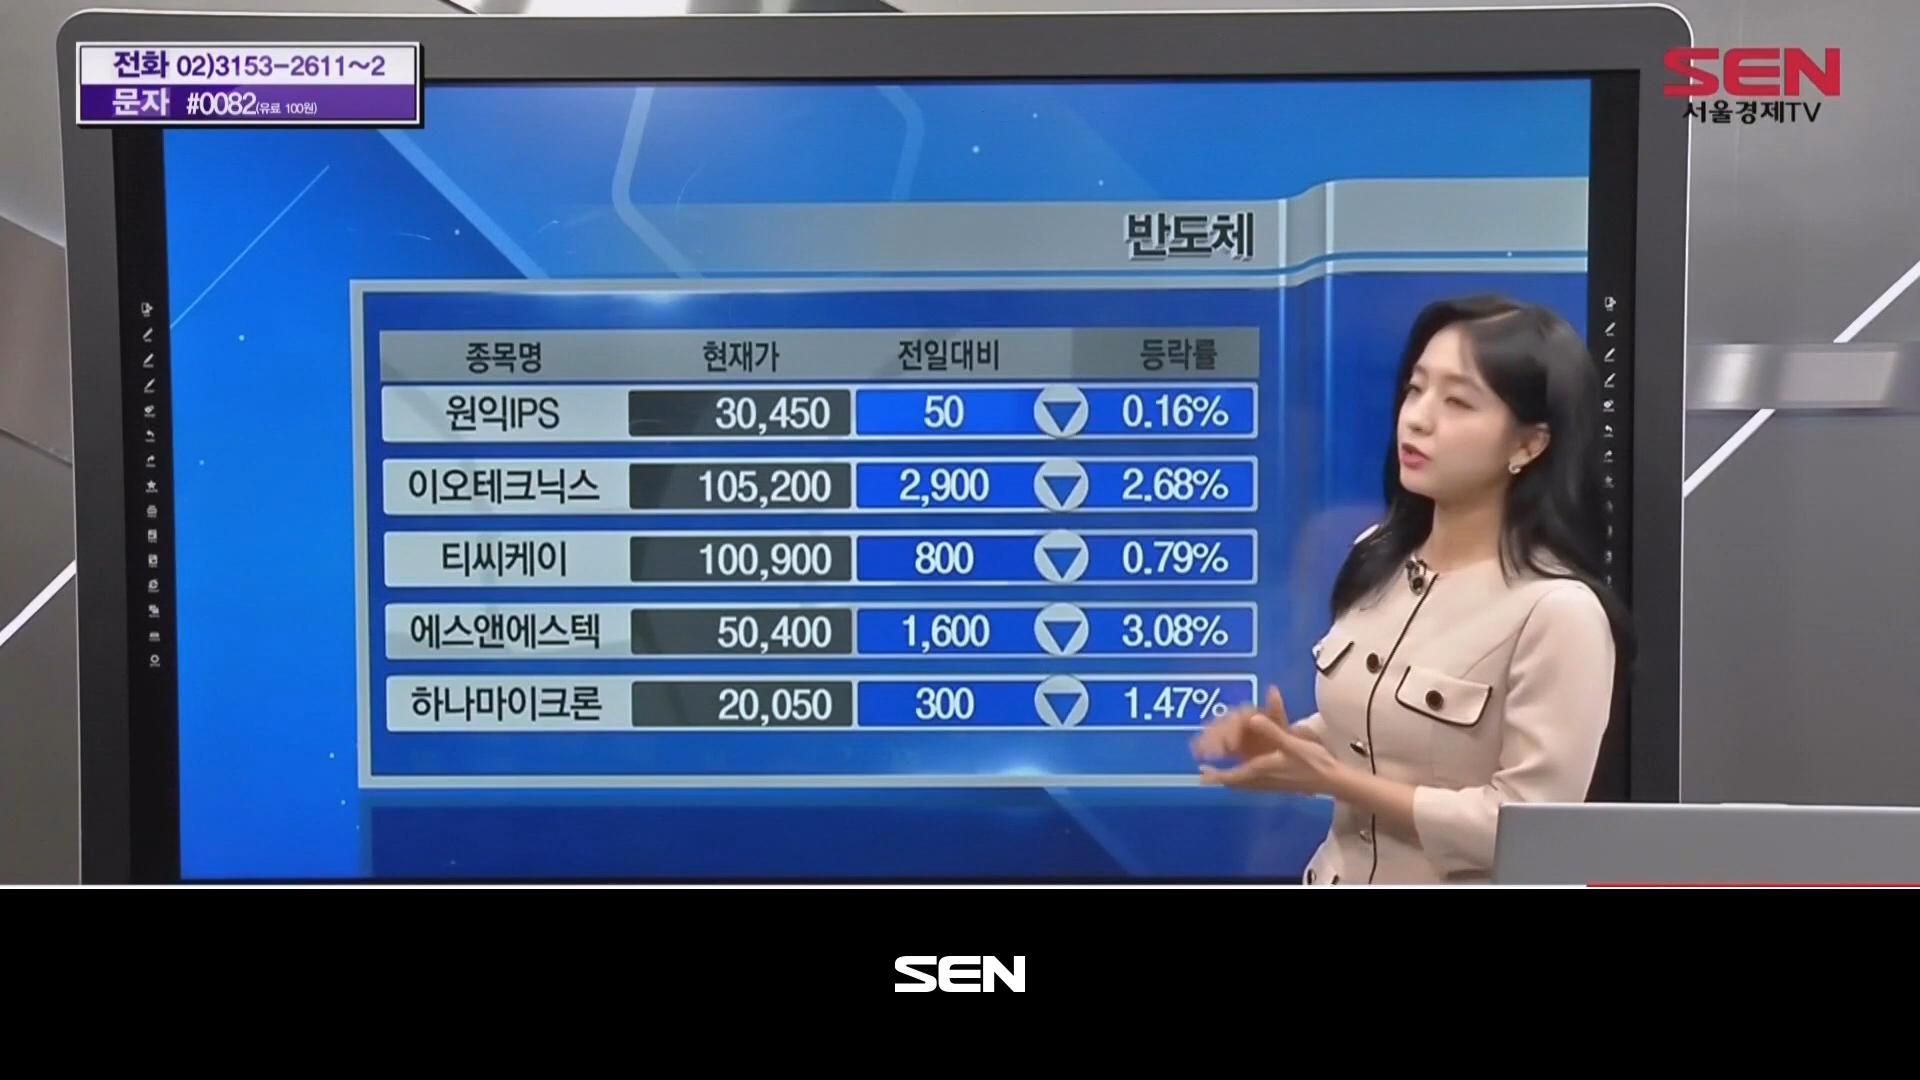 전화 02)3153-2611~2
문자 #0082(유료 100원)
SEN
서울경제TV
반도체
종목명 현재가 전일대비 등락률
원익IPS 30,450 50 ▼ 0.16%
이오테크닉스 105,200 2,900 ▼ 2.68%
티씨케이 100,900 800 ▼ 0.79%
에스앤에스텍 50,400 1,600 ▼ 3.08%
하나마이크론 20,050 300 ▼ 1.47%
SEN